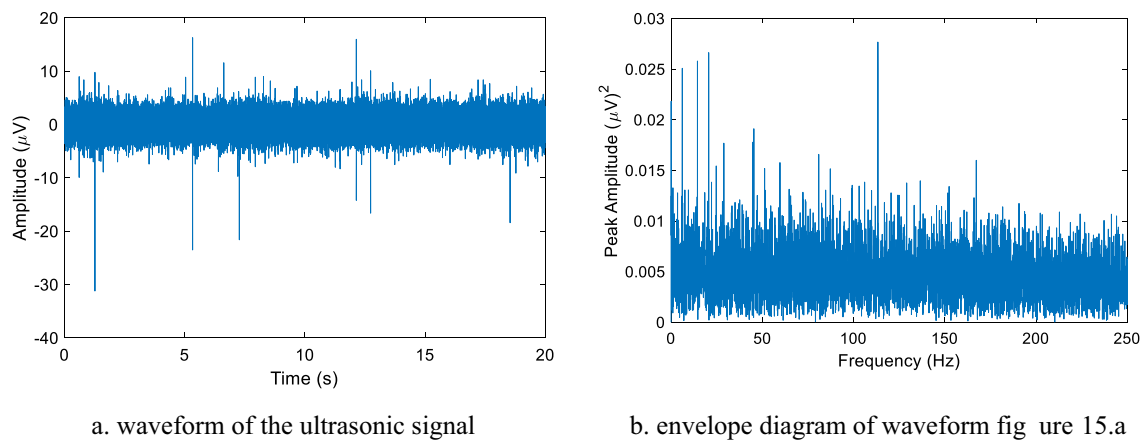 20
10
0
-10
-20
-30
-40
Amplitude (μV)
0 5 10 15 20
Time (s)
a. waveform of the ultrasonic signal
0.03
0.025
0.02
0.015
0.01
0.005
0
Peak Amplitude (μV)²
0 50 100 150 200 250
Frequency (Hz)
b. envelope diagram of waveform fig ure 15.a